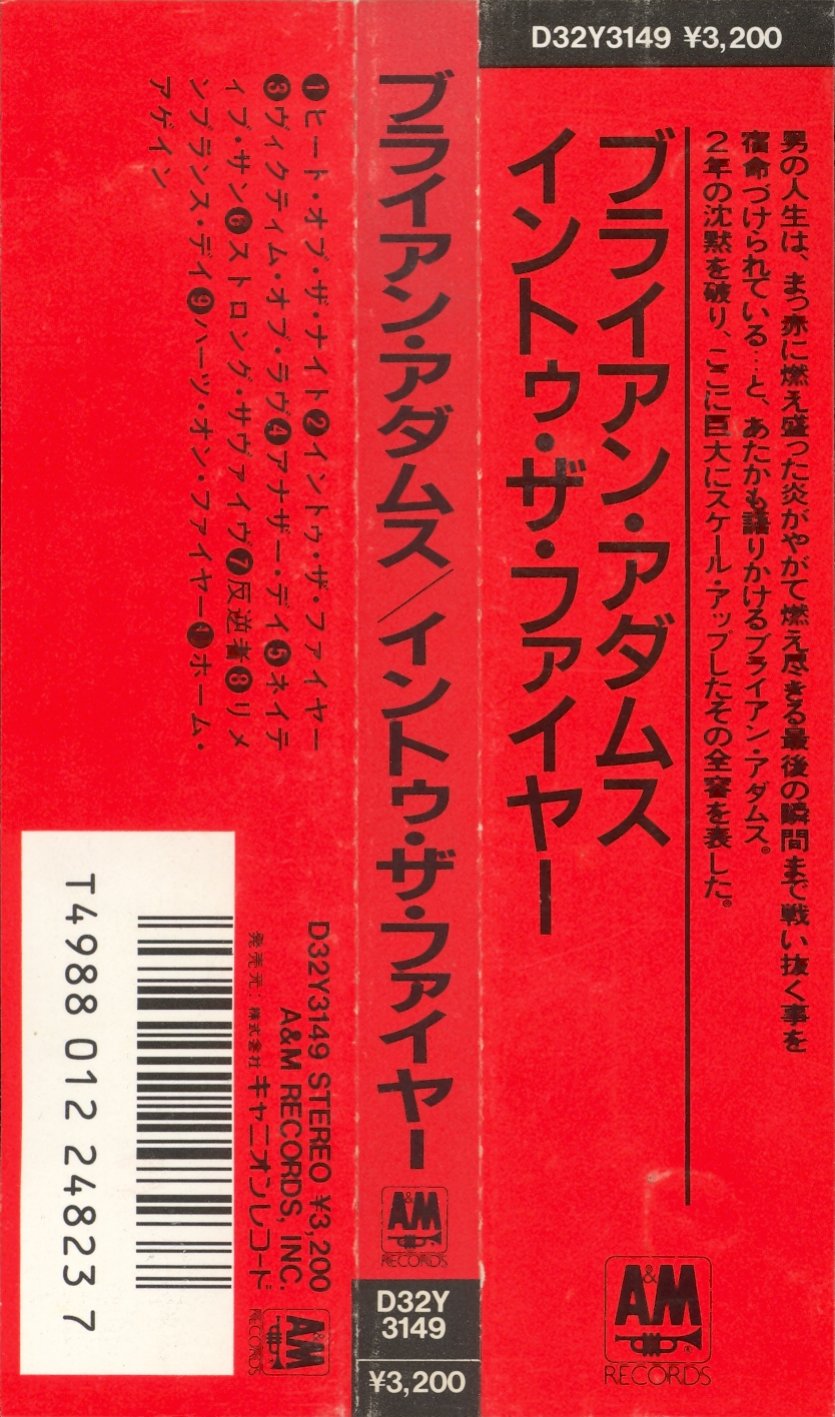 D32Y3149 ¥3,200
男の人生は、まっ赤に燃え盛った炎がやがて燃え尽きる最後の瞬間まで戦い抜く事を
宿命づけられている…と、あたかも語りかけるブライアン・アダムス。
2年の沈黙を破り、ここに巨大にスケール・アップしたその全容を表した。
ブライアン・アダムス
イントゥ・ザ・ファイヤー
A&M
RECORDS
ブライアン・アダムス/イントゥ・ザ・ファイヤー
A&M
RECORDS
D32Y
3149
¥3,200
❶ヒート・オブ・ザ・ナイト❷イントゥ・ザ・ファイヤー
❸ヴィクティム・オブ・ラヴ❹アナザー・デイ❺ネイテ
ィブ・サン❻ストロング・サヴァイヴ❼反逆者❽リメ
ンブランス・デイ❾ハーツ・オン・ファイヤー❿ホーム・
アゲイン
D32Y3149 STEREO ¥3,200
A&M RECORDS, INC.
発売元:株式会社キャニオンレコード
A&M
RECORDS
T4988 012 24823 7